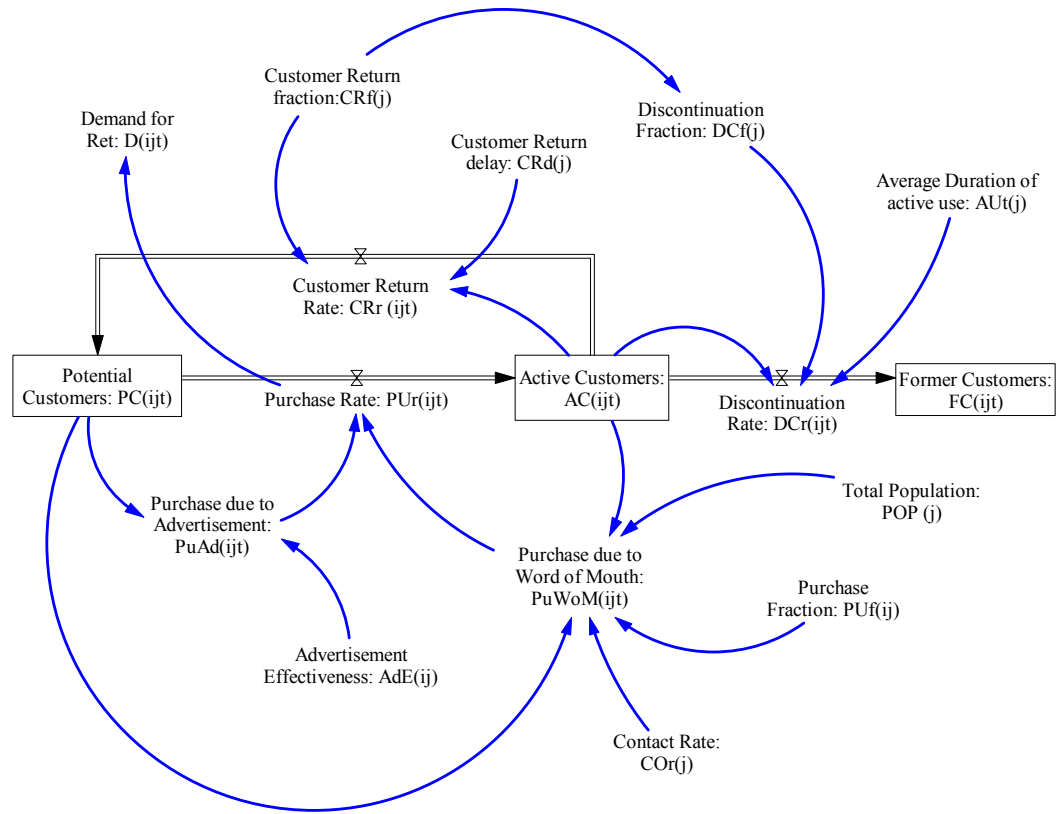 Customer Return
fraction:CRf(j)
Demand for
Ret: D(ijt)
Discontinuation
Fraction: DCf(j)
Customer Return
delay: CRd(j)
Average Duration of
active use: AUt(j)
Customer Return
Rate: CRr (ijt)
Potential
Customers: PC(ijt)
Purchase Rate: PUr(ijt)
Active Customers:
AC(ijt)
Discontinuation
Rate: DCr(ijt)
Former Customers:
FC(ijt)
Purchase due to
Advertisement:
PuAd(ijt)
Total Population:
POP (j)
Purchase due to
Word of Mouth:
PuWoM(ijt)
Purchase
Fraction: PUf(ij)
Advertisement
Effectiveness: AdE(ij)
Contact Rate:
COr(j)